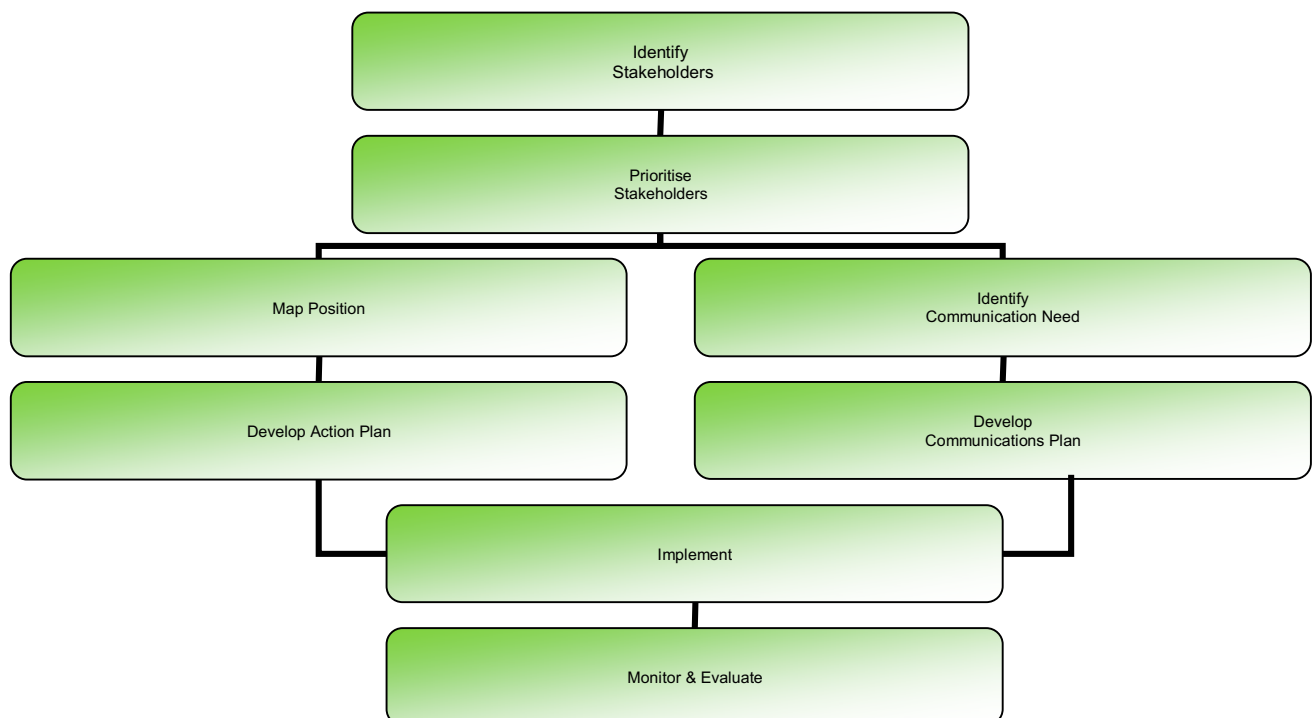 Identify
Stakeholders
Prioritise
Stakeholders
Map Position
Identify
Communication Need
Develop Action Plan
Develop
Communications Plan
Implement
Monitor & Evaluate